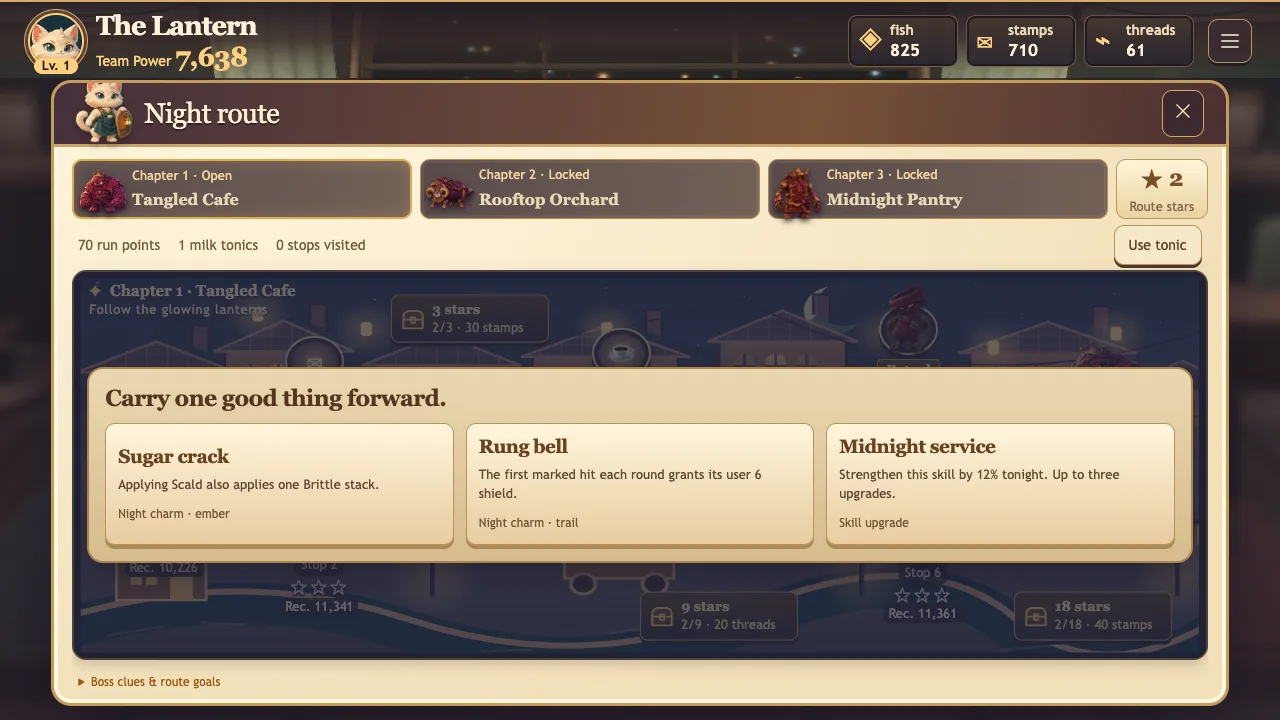 The Lantern
Team Power 7,638
Lv. 1
fish
825
stamps
710
threads
61
Night route
Chapter 1 · Open
Tangled Cafe
Chapter 2 · Locked
Rooftop Orchard
Chapter 3 · Locked
Midnight Pantry
★ 2
Route stars
70 run points 1 milk tonics 0 stops visited
Use tonic
Chapter 1 · Tangled Cafe
Follow the glowing lanterns
3 stars
2/3 · 30 stamps
Carry one good thing forward.
Sugar crack
Applying Scald also applies one Brittle stack.
Night charm · ember
Rung bell
The first marked hit each round grants its user 6
shield.
Night charm · trail
Midnight service
Strengthen this skill by 12% tonight. Up to three
upgrades.
Skill upgrade
Rec. 10,226
Stop 2
Rec. 11,341
9 stars
2/9 · 20 threads
Stop 6
Rec. 11,361
18 stars
2/18 · 40 stamps
Boss clues & route goals